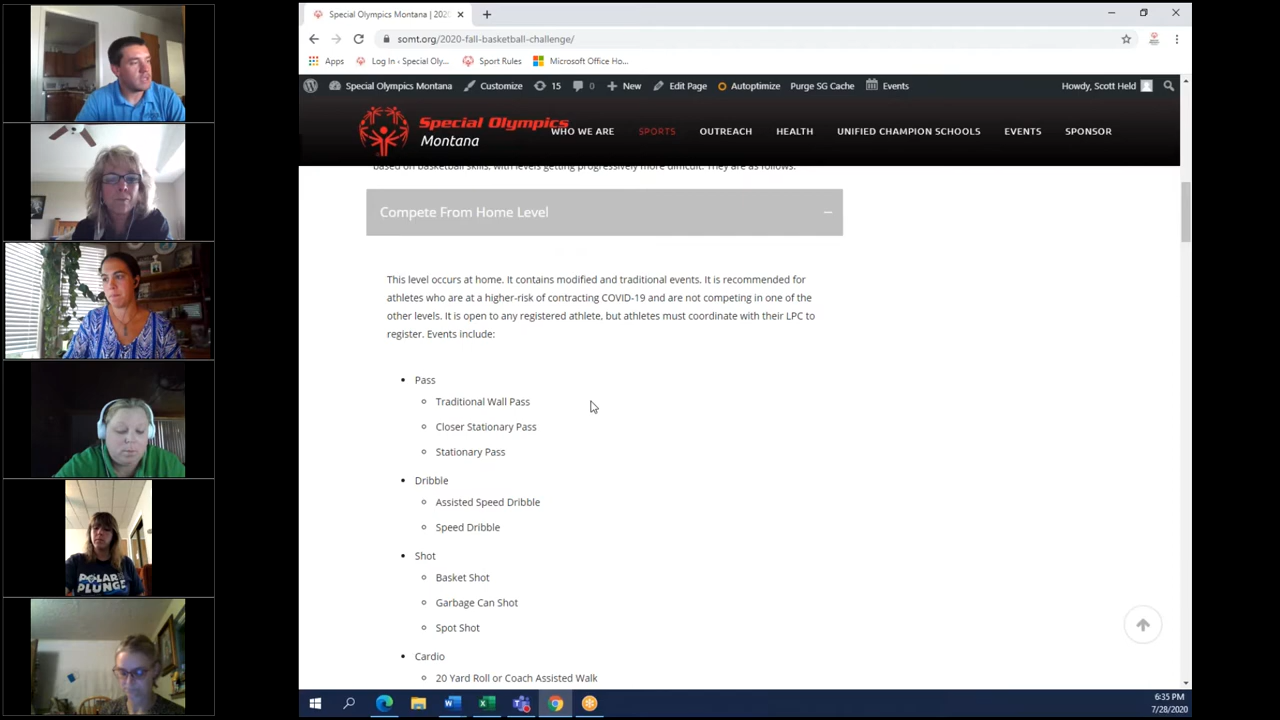 Special Olympics Montana | 202
somt.org/2020-fall-basketball-challenge/
Apps
Log In ‹ Special Oly...
Sport Rules
Microsoft Office Ho...
Special Olympics Montana
Customize
15
0
New
Edit Page
Autoptimize
Purge SG Cache
Events
Howdy, Scott Held
Special Olympics
Montana
WHO WE ARE
SPORTS
OUTREACH
HEALTH
UNIFIED CHAMPION SCHOOLS
EVENTS
SPONSOR
based on basketball skills, with levels getting progressively more difficult. They are as follows.
Compete From Home Level
This level occurs at home. It contains modified and traditional events. It is recommended for
athletes who are at a higher-risk of contracting COVID-19 and are not competing in one of the
other levels. It is open to any registered athlete, but athletes must coordinate with their LPC to
register. Events include:
Pass
Traditional Wall Pass
Closer Stationary Pass
Stationary Pass
Dribble
Assisted Speed Dribble
Speed Dribble
Shot
Basket Shot
Garbage Can Shot
Spot Shot
Cardio
20 Yard Roll or Coach Assisted Walk
POLAR
PLUNGE
6:35 PM
7/28/2020